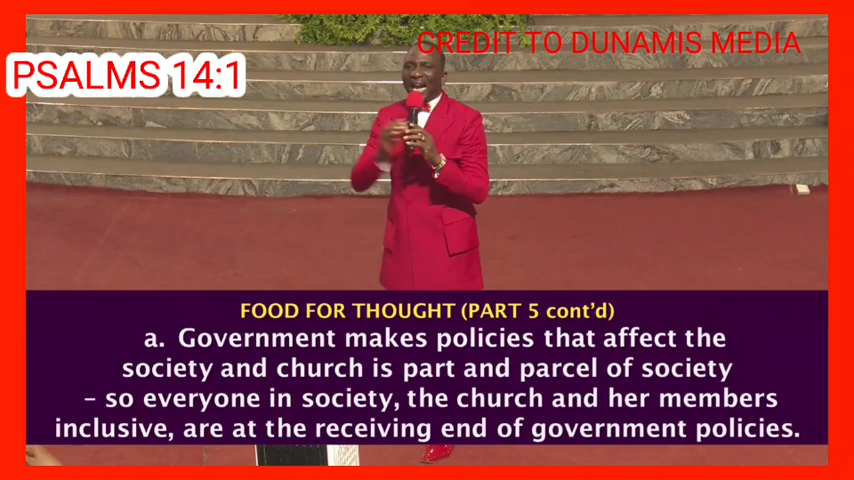 CREDIT TO DUNAMIS MEDIA
PSALMS 14:1
FOOD FOR THOUGHT (PART 5 cont'd)
a. Government makes policies that affect the
society and church is part and parcel of society
– so everyone in society, the church and her members
inclusive, are at the receiving end of government policies.